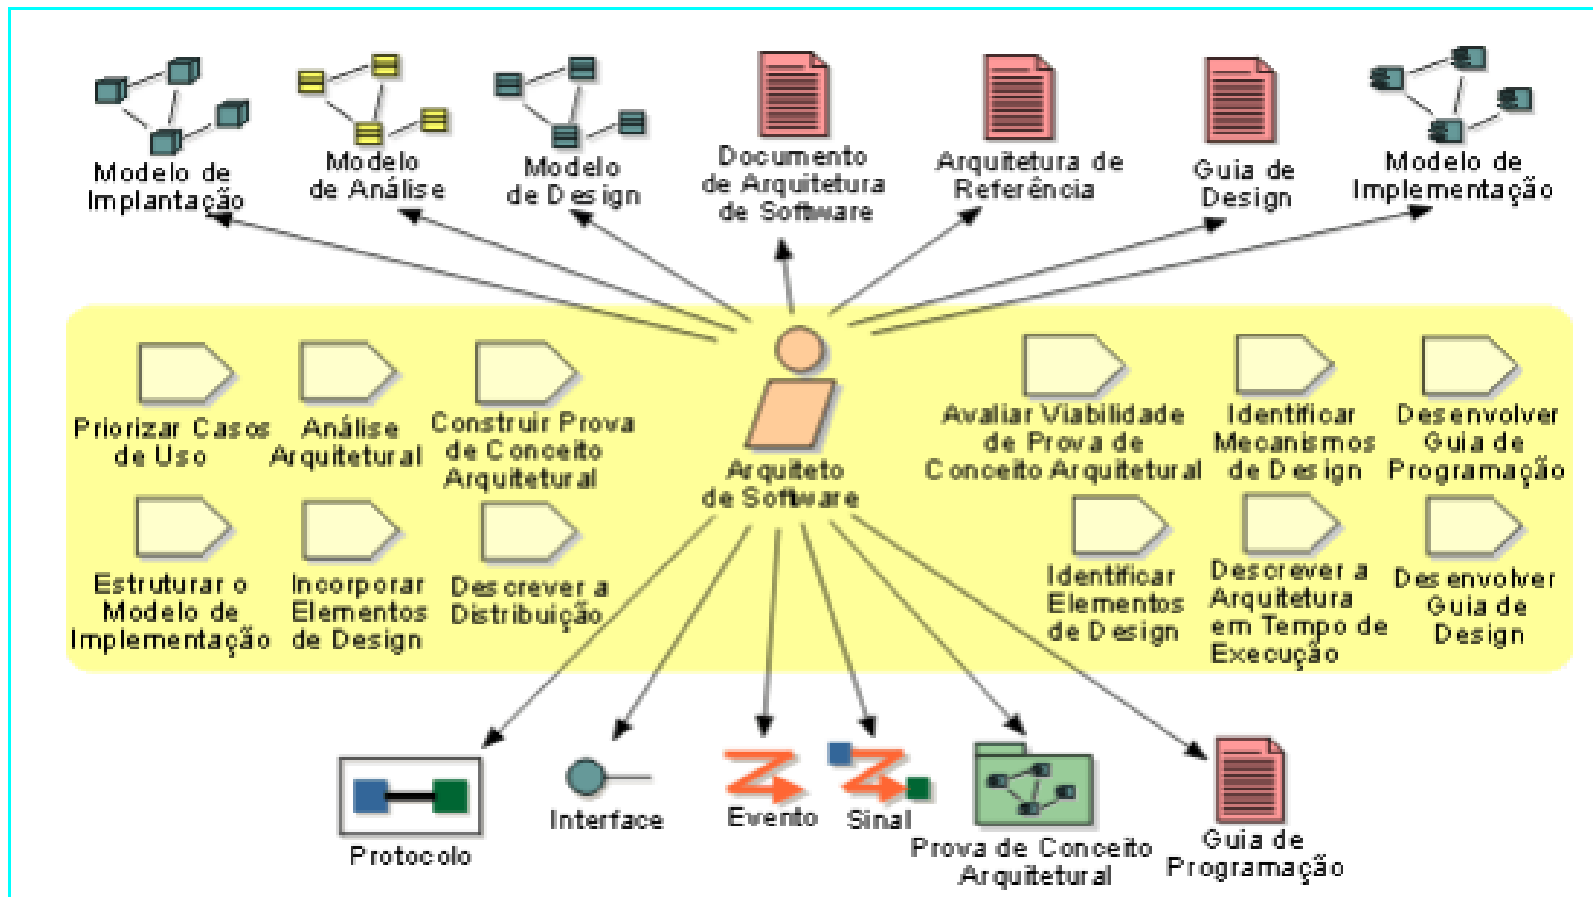 Modelo de
Implantação
Modelo
de Análise
Modelo
de Design
Documento
de Arquitetura
de Software
Arquitetura de
Referência
Guia de
Design
Modelo de
Implementação
Priorizar Casos
de Uso
Análise
Arquitetural
Construir Prova
de Conceito
Arquitetural
Arquiteto
de Software
Avaliar Viabilidade
de Prova de
Conceito Arquitetural
Identificar
Mecanismos
de Design
Desenvolver
Guia de
Programação
Estruturar o
Modelo de
Implementação
Incorporar
Elementos
de Design
Descrever a
Distribuição
Identificar
Elementos
de Design
Descrever a
Arquitetura
em Tempo de
Execução
Desenvolver
Guia de
Design
Protocolo
Interface
Evento
Sinal
Prova de Conceito
Arquitetural
Guia de
Programação